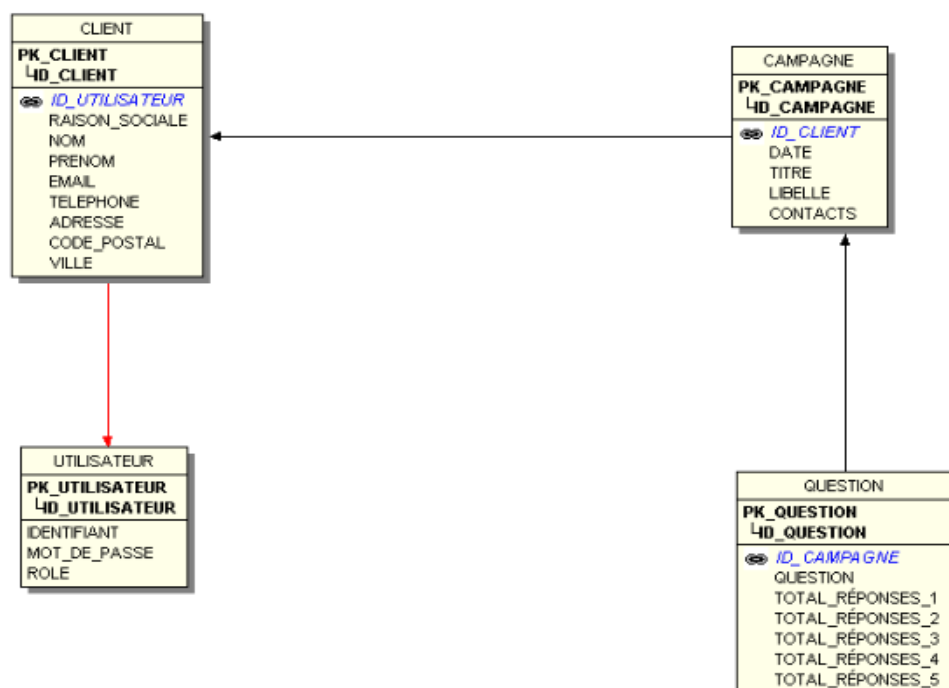 CLIENT
PK_CLIENT
ID_CLIENT
ID_UTILISATEUR
RAISON_SOCIALE
NOM
PRENOM
EMAIL
TELEPHONE
ADRESSE
CODE_POSTAL
VILLE
CAMPAGNE
PK_CAMPAGNE
ID_CAMPAGNE
ID_CLIENT
DATE
TITRE
LIBELLE
CONTACTS
UTILISATEUR
PK_UTILISATEUR
ID_UTILISATEUR
IDENTIFIANT
MOT_DE_PASSE
ROLE
QUESTION
PK_QUESTION
ID_QUESTION
ID_CAMPAGNE
QUESTION
TOTAL_RÉPONSES_1
TOTAL_RÉPONSES_2
TOTAL_RÉPONSES_3
TOTAL_RÉPONSES_4
TOTAL_RÉPONSES_5